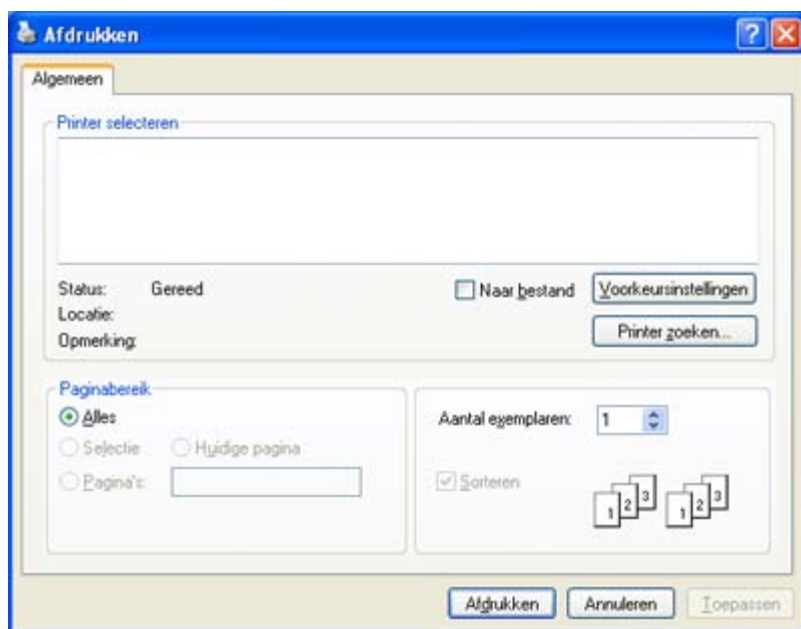 Afdrukken
Algemeen
Printer selecteren
Status: Gereed
Naar bestand
Voorkeursinstellingen
Locatie:
Printer zoeken...
Opmerking:
Paginabereik
Alles
Selectie
Huidige pagina
Pagina's:
Aantal exemplaren: 1
Sorteren
1 2 3 1 2 3
Afdrukken Annuleren Toepassen